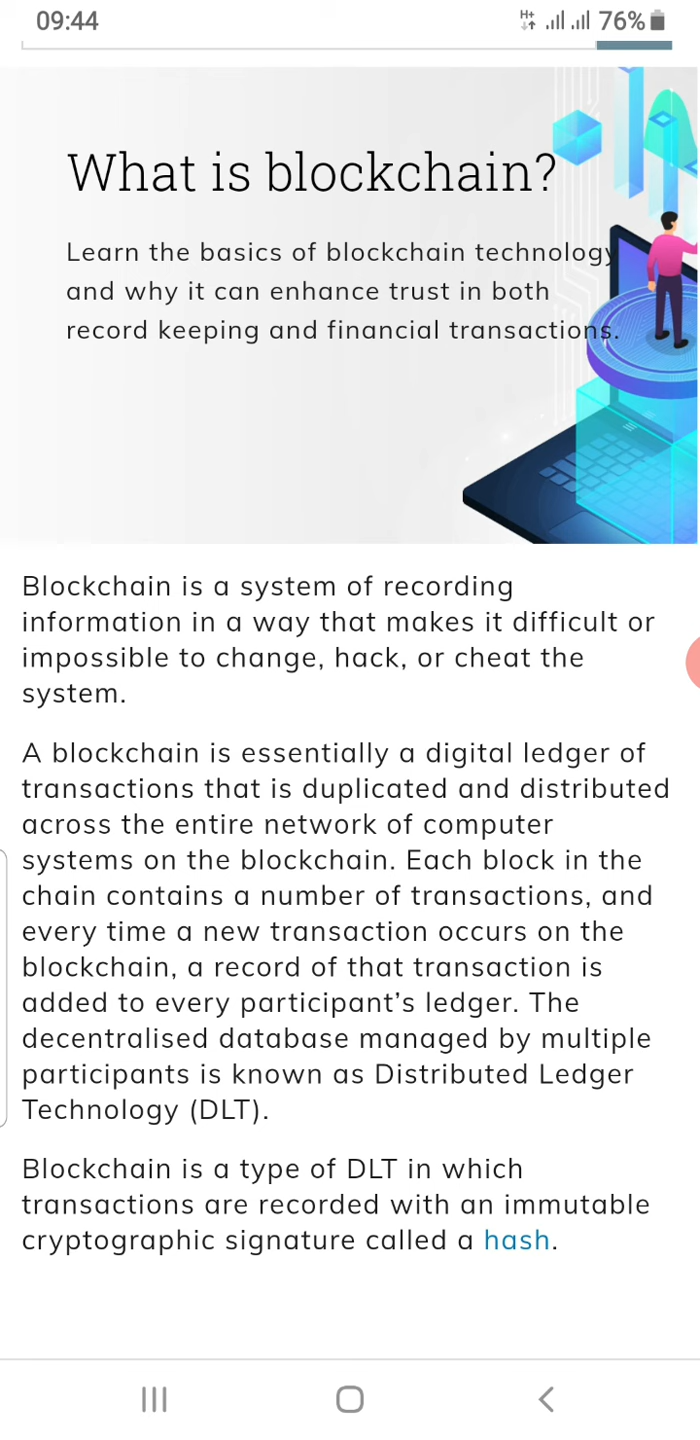 09:44
H+ 76%
What is blockchain?
Learn the basics of blockchain technology
and why it can enhance trust in both
record keeping and financial transactions.
Blockchain is a system of recording
information in a way that makes it difficult or
impossible to change, hack, or cheat the
system.
A blockchain is essentially a digital ledger of
transactions that is duplicated and distributed
across the entire network of computer
systems on the blockchain. Each block in the
chain contains a number of transactions, and
every time a new transaction occurs on the
blockchain, a record of that transaction is
added to every participant’s ledger. The
decentralised database managed by multiple
participants is known as Distributed Ledger
Technology (DLT).
Blockchain is a type of DLT in which
transactions are recorded with an immutable
cryptographic signature called a hash.